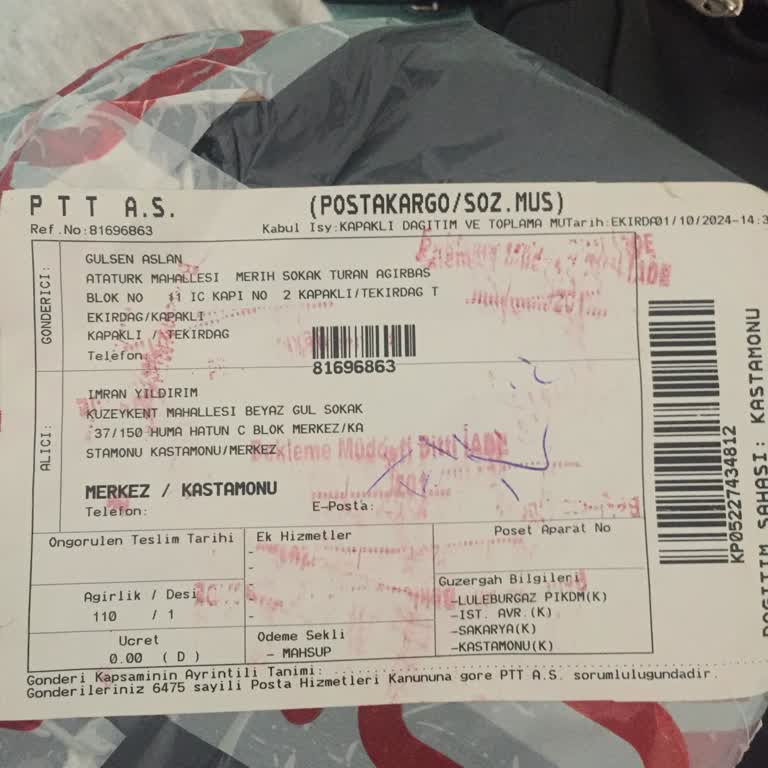 P T T A.S.
(POSTAKARGO/SOZ.MUS)
Ref.No:81696863
Kabul Isy:KAPAKLI DAGITIM VE TOPLAMA MUTarih:EKIRDA01/10/2024-14:3
GONDERICI:
GULSEN ASLAN
ATATURK MAHALLESI MERIH SOKAK TURAN AGIRBAS
BLOK NO 11 IC KAPI NO 2 KAPAKLI/TEKIRDAG T
EKIRDAG/KAPAKLI
KAPAKLI / TEKIRDAG
Telefon:
81696863
ALICI:
IMRAN YILDIRIM
KUZEYKENT MAHALLESI BEYAZ GUL SOKAK
37/150 HUMA HATUN C BLOK MERKEZ/KA
STAMONU KASTAMONU/MERKEZ
Bekleme Müddeti Bitti İADE
MERKEZ / KASTAMONU
Telefon:
E-Posta:
KP05227434812
DAGITIM SAHASI: KASTAMONU
Ongorulen Teslim Tarihi
Ek Hizmetler
-
-
-
-
Poset Aparat No
Agirlik / Desi
110 / 1
Guzergah Bilgileri
-LULEBURGAZ PIKDM(K)
-IST. AVR.(K)
-SAKARYA(K)
-KASTAMONU(K)
Ucret
0.00 ( D )
Odeme Sekli
- MAHSUP
Gonderi Kapsaminin Ayrintili Tanimi:
Gonderileriniz 6475 sayili Posta Hizmetleri Kanununa gore PTT A.S. sorumlulugundadir.